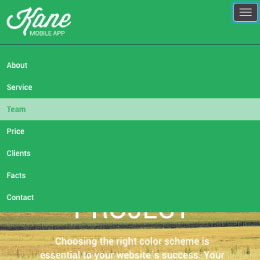 Kane
MOBILE APP
About
Service
Team
Price
Clients
Facts
Contact
PROJECT
Choosing the right color scheme is
essential to your website's success. Your